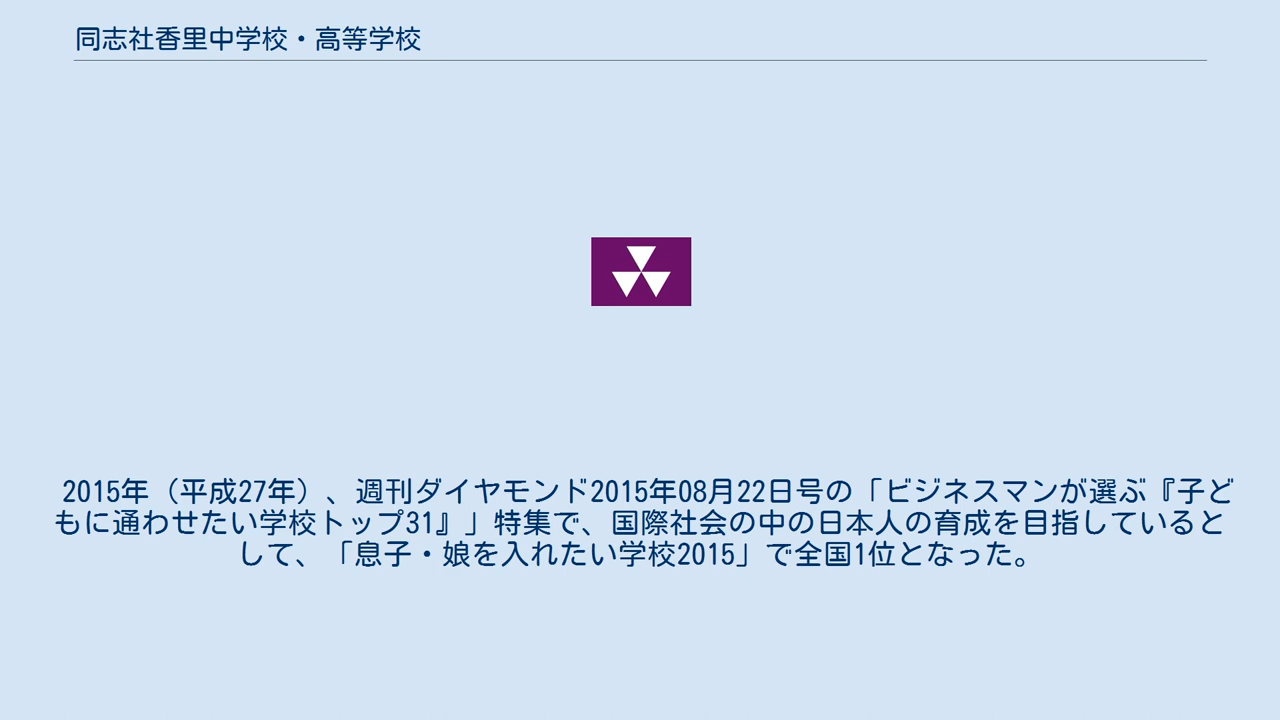 同志社香里中学校・高等学校
2015年（平成27年）、週刊ダイヤモンド2015年08月22日号の「ビジネスマンが選ぶ『子ど
もに通わせたい学校トップ31』」特集で、国際社会の中の日本人の育成を目指していると
して、「息子・娘を入れたい学校2015」で全国1位となった。